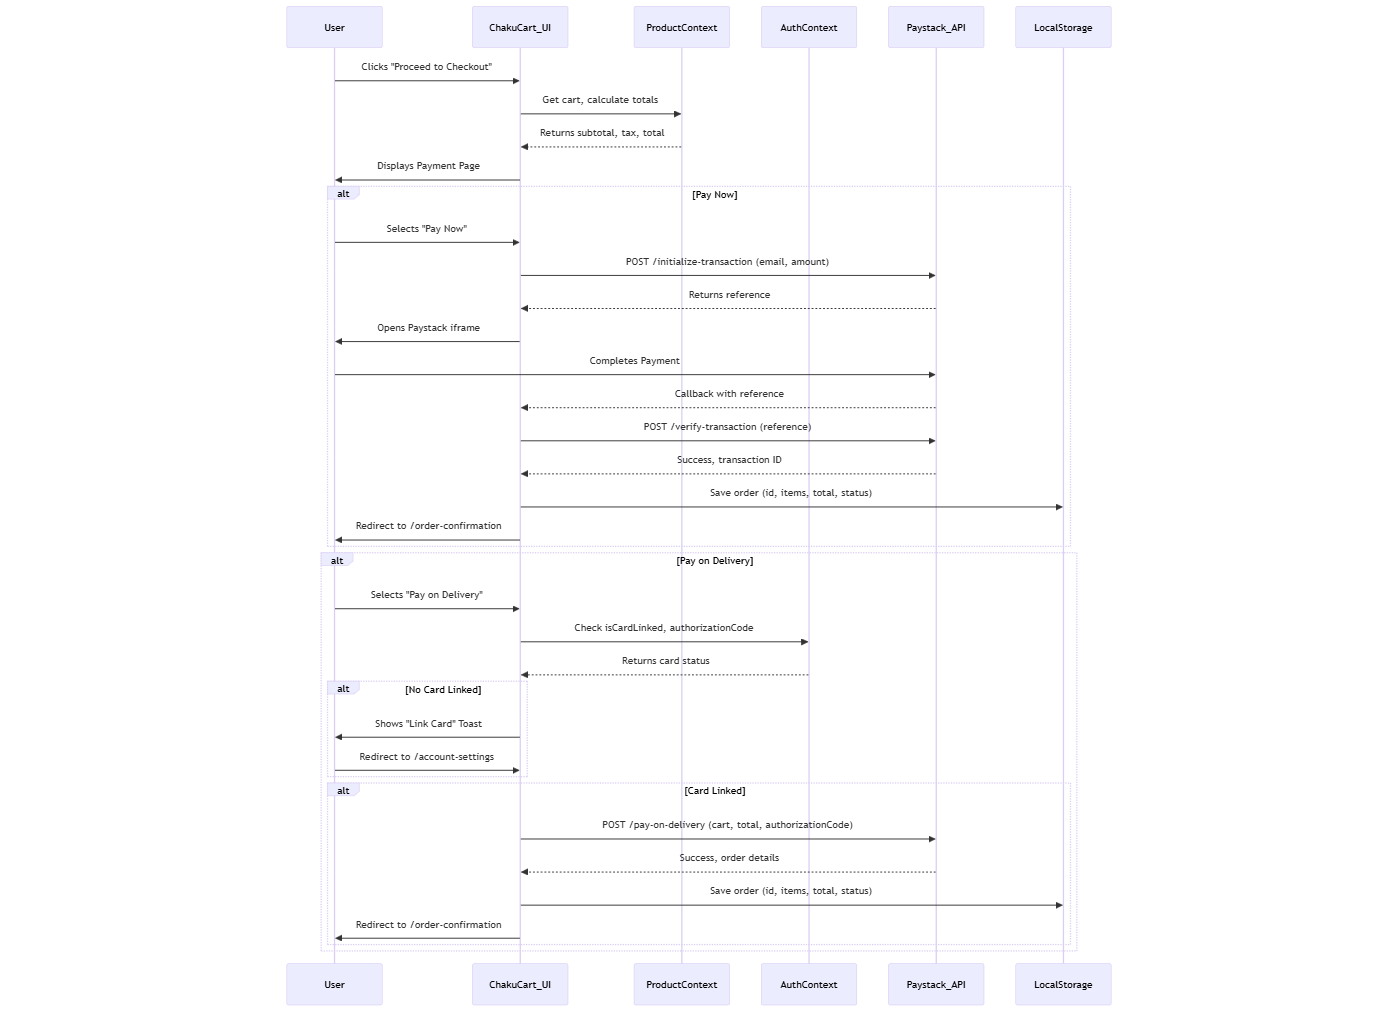 User
ChakuCart_UI
ProductContext
AuthContext
Paystack_API
LocalStorage
Clicks "Proceed to Checkout"
Get cart, calculate totals
Returns subtotal, tax, total
Displays Payment Page
alt
[Pay Now]
Selects "Pay Now"
POST /initialize-transaction (email, amount)
Returns reference
Opens Paystack iframe
Completes Payment
Callback with reference
POST /verify-transaction (reference)
Success, transaction ID
Save order (id, items, total, status)
Redirect to /order-confirmation
alt
[Pay on Delivery]
Selects "Pay on Delivery"
Check isCardLinked, authorizationCode
Returns card status
alt
[No Card Linked]
Shows "Link Card" Toast
Redirect to /account-settings
alt
[Card Linked]
POST /pay-on-delivery (cart, total, authorizationCode)
Success, order details
Save order (id, items, total, status)
Redirect to /order-confirmation
User
ChakuCart_UI
ProductContext
AuthContext
Paystack_API
LocalStorage